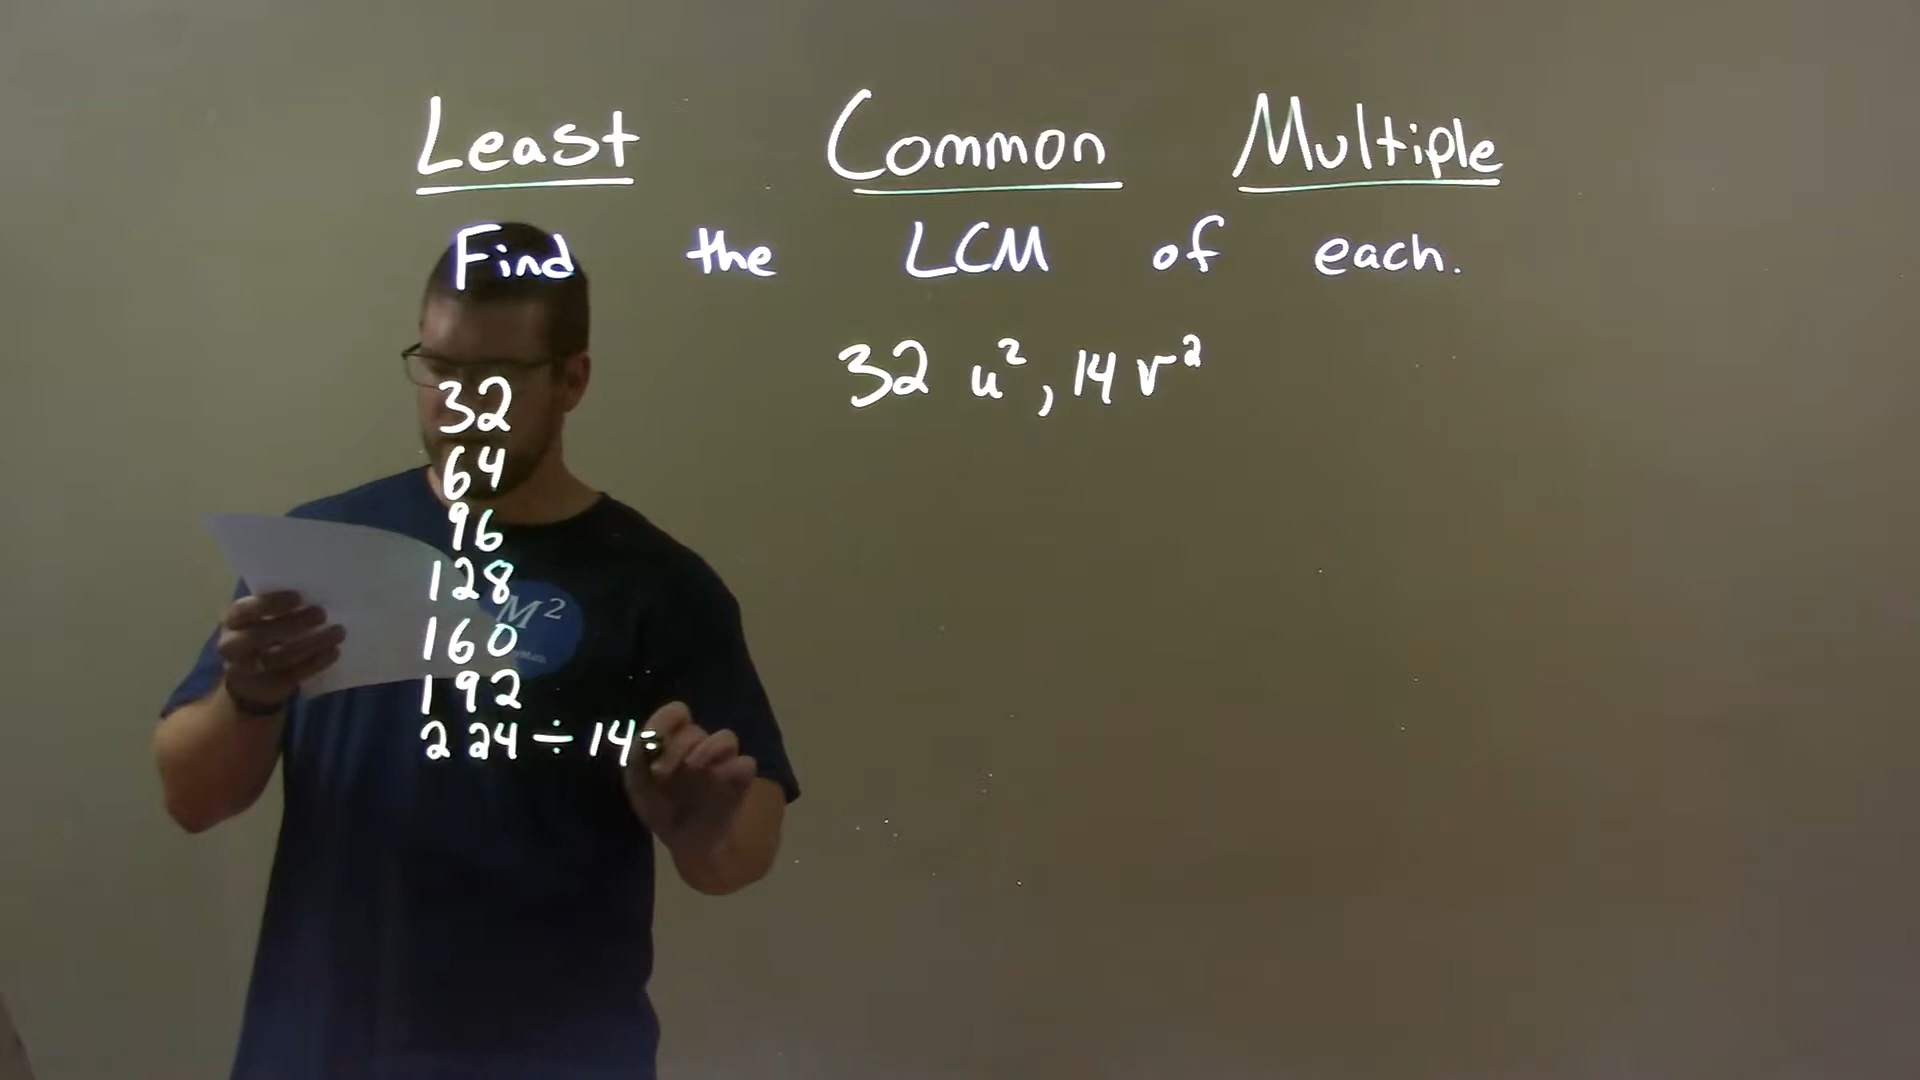 Least Common Multiple
Find the LCM of each.
32 u², 14 v²
32
64
96
128
160
192
224 ÷ 14 =
M²